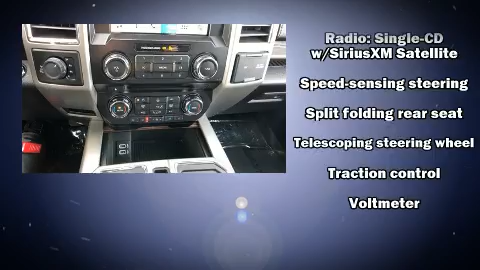 Radio: Single-CD
w/SiriusXM Satellite
Speed-sensing steering
Split folding rear seat
Telescoping steering wheel
Traction control
Voltmeter